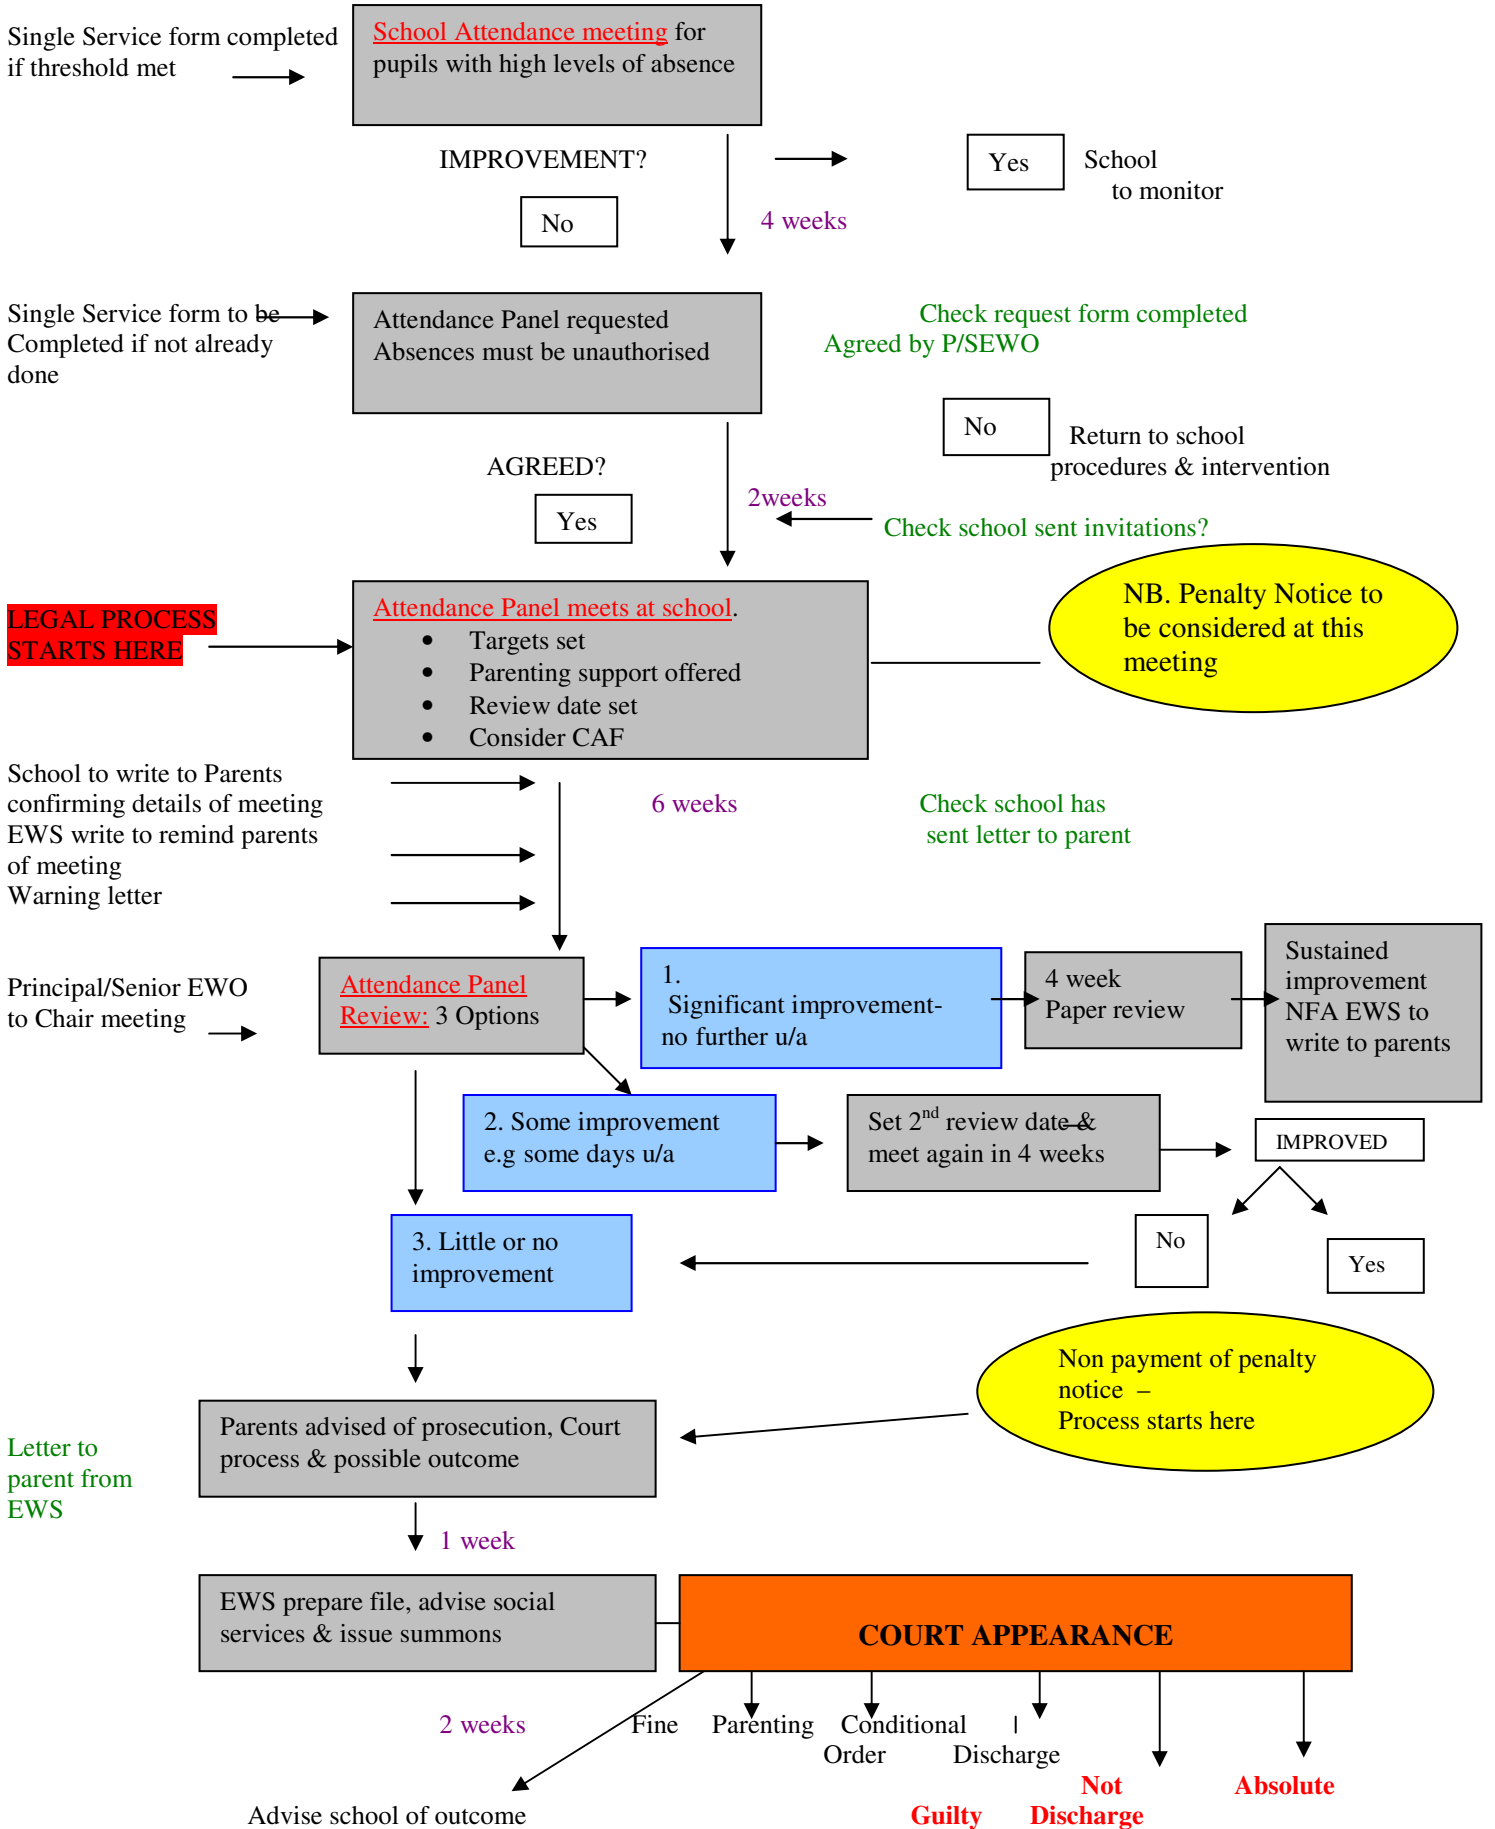 Single Service form completed
if threshold met
School Attendance meeting for
pupils with high levels of absence
IMPROVEMENT?
Yes
School
to monitor
No
4 weeks
Single Service form to be
Completed if not already
done
Attendance Panel requested
Absences must be unauthorised
Check request form completed
Agreed by P/SEWO
No
Return to school
procedures & intervention
AGREED?
Yes
2weeks
Check school sent invitations?
LEGAL PROCESS
STARTS HERE
Attendance Panel meets at school.
• Targets set
• Parenting support offered
• Review date set
• Consider CAF
NB. Penalty Notice to
be considered at this
meeting
School to write to Parents
confirming details of meeting
EWS write to remind parents
of meeting
Warning letter
6 weeks
Check school has
sent letter to parent
Principal/Senior EWO
to Chair meeting
Attendance Panel
Review: 3 Options
1.
Significant improvement-
no further u/a
4 week
Paper review
Sustained
improvement
NFA EWS to
write to parents
2. Some improvement
e.g some days u/a
Set 2nd review date &
meet again in 4 weeks
IMPROVED
No
Yes
3. Little or no
improvement
Non payment of penalty
notice –
Process starts here
Parents advised of prosecution, Court
process & possible outcome
Letter to
parent from
EWS
1 week
EWS prepare file, advise social
services & issue summons
COURT APPEARANCE
2 weeks
Fine Parenting Conditional l
Order Discharge
Not Absolute
Advise school of outcome
Guilty Discharge